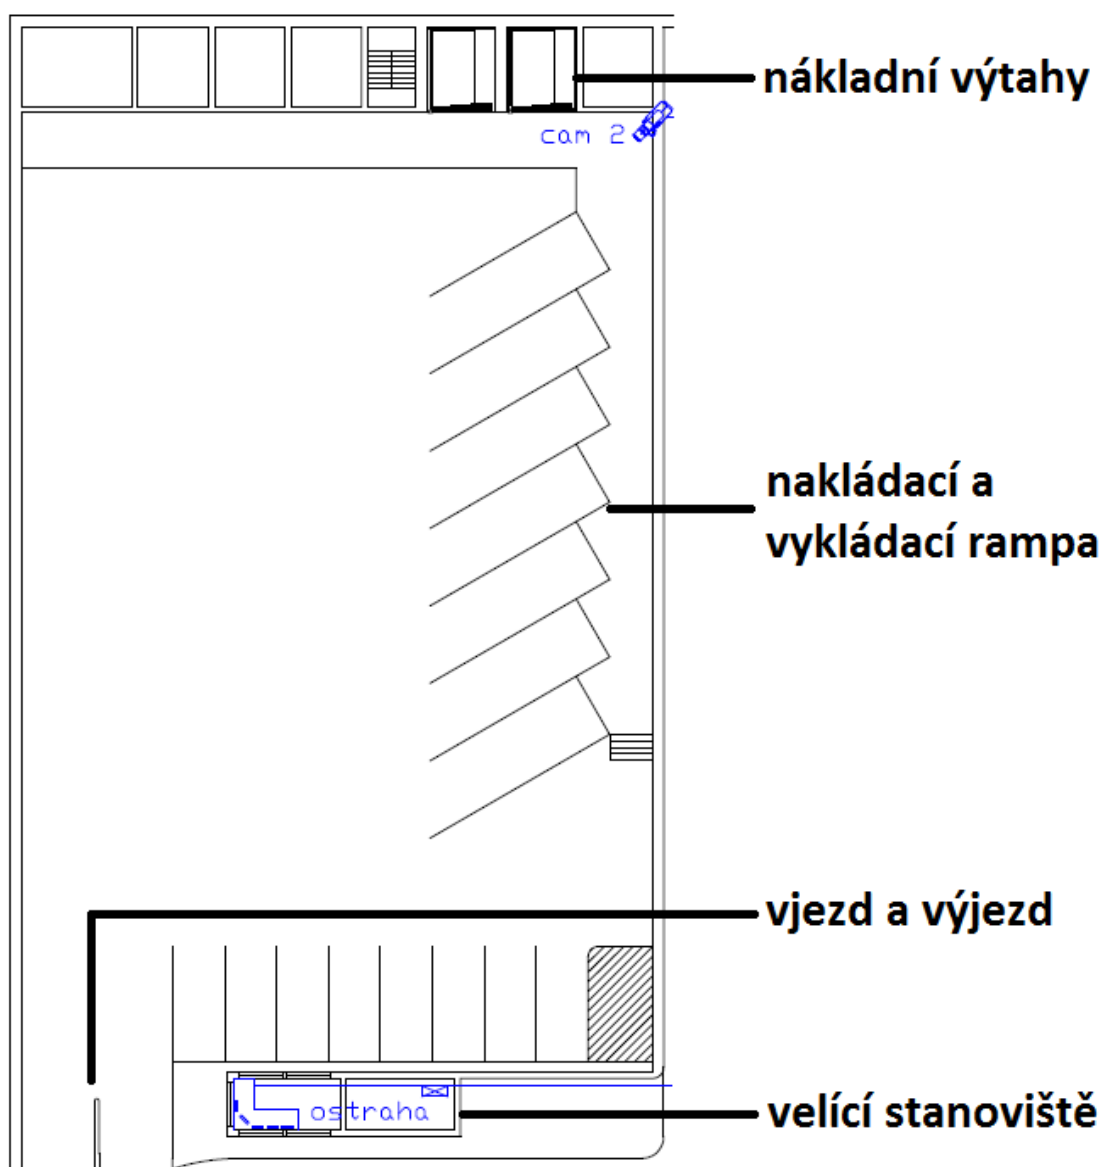 nákladní výtahy
cam 2
nakládací a
vykládací rampa
vjezd a výjezd
ostraha
velící stanoviště